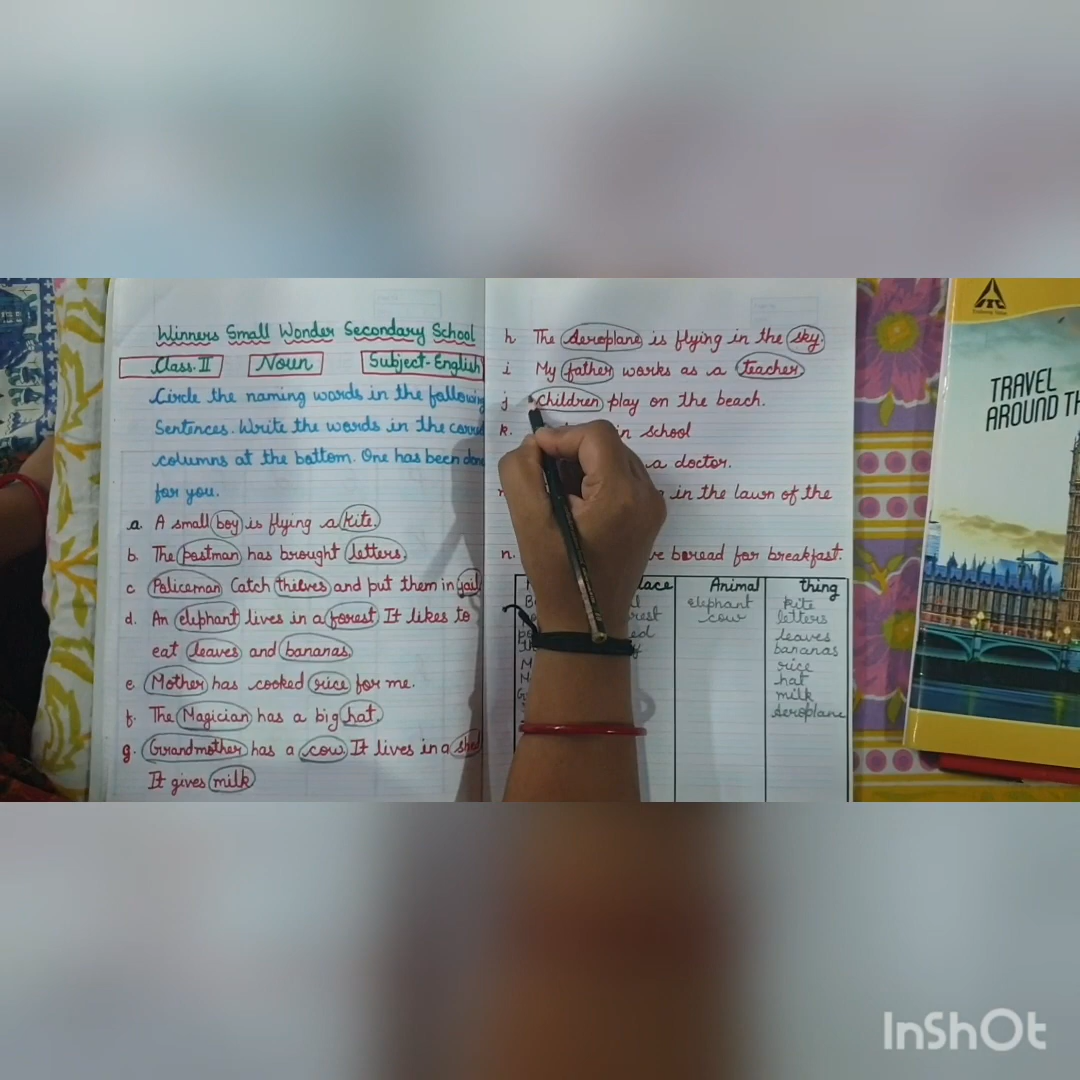 Winners Small Wonder Secondary School
Class. II Noun Subject-English
Circle the naming words in the following
Sentences. Write the words in the
columns at the bottom. One has been done
for you.
a. A small boy is flying a kite.
b. The postman has brought letters.
c Policeman Catch thieves and put them in jail
d. An elephant lives in a forest It likes to
eat leaves and bananas.
e. Mother has cooked rice for me.
f. The Magician has a big hat.
g. Grandmother has a cow It lives in a shed
It gives milk
h The Aeroplane is flying in the sky.
i My father works as a teacher
j children play on the beach.
k. in school
a doctor.
in the lawn of the
n. bread for breakfast.
Animal thing
elephant kite
cow letters
leaves
bananas
rice
hat
milk
Aeroplane
TRAVEL
AROUND TH
InShOt